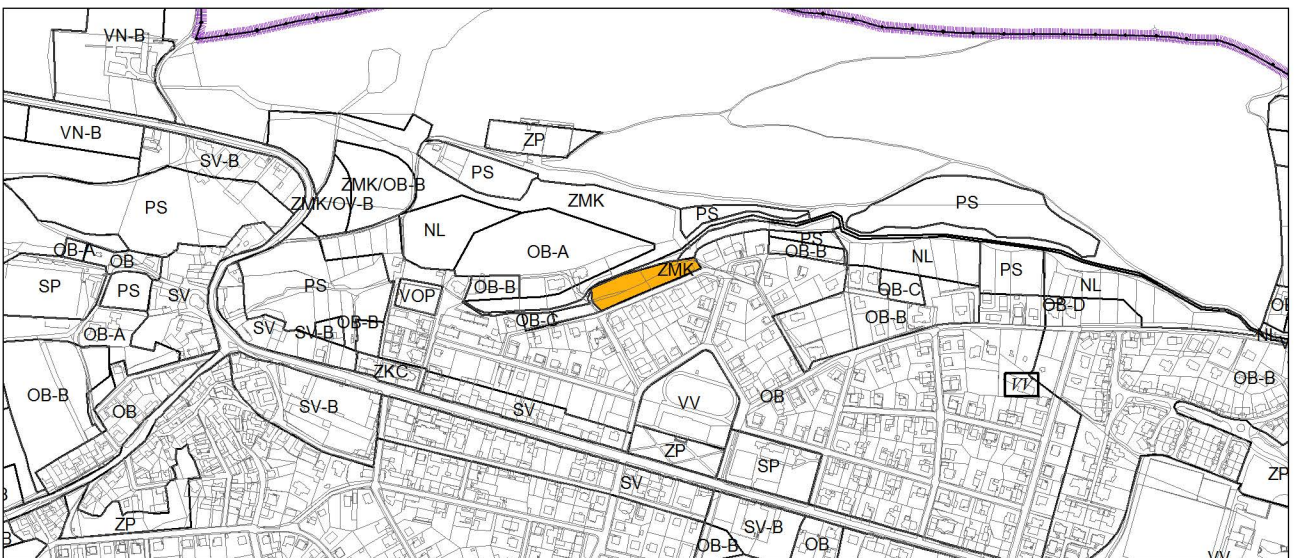 VN-B
VN-B
ZP
SV-B
PS
ZMK/OB-B
ZMK
ZMK/OV-B
PS
PS
PS
NL
PS
OB-A
OB-A
OB-B
NL
OB
ZMK
PS
NL
SP
PS
PS
OB-B
OB-C
SV
VOP
OB-C
OB-D
OB-B
OB-A
SV
SV-B
OB-B
NL
ZKC
VV
OB
VV
OB-B
OB-B
OB
SV-B
SV
ZP
SP
ZP
SV
ZP
SV-B
B
OB-B
OB
VV